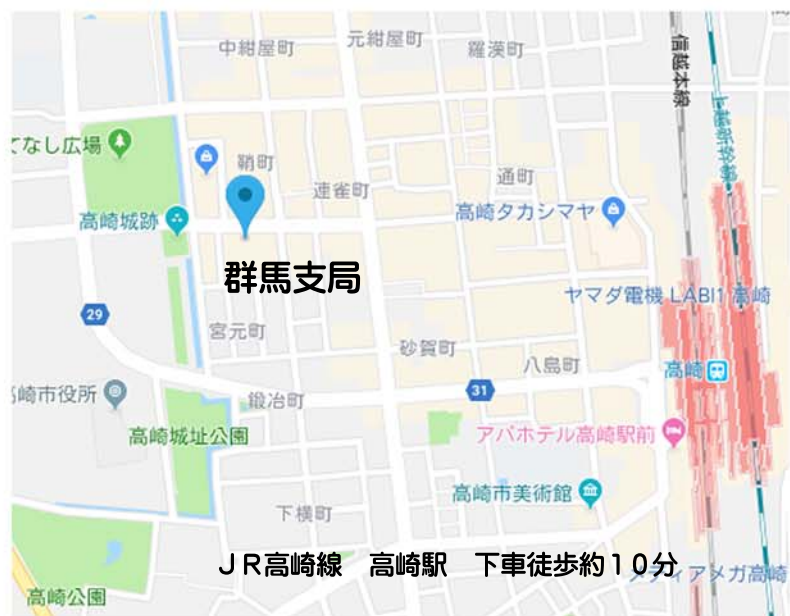 中紺屋町
元紺屋町
羅漢町
信越本線
上越新幹線
てなし広場
鞘町
連雀町
通町
高崎タカシマヤ
高崎城跡
群馬支局
ヤマダ電機 LABI1 高崎
29
宮元町
砂賀町
八島町
高崎
31
崎市役所
鍛冶町
高崎城址公園
アパホテル高崎駅前
高崎市美術館
下横町
JR高崎線 高崎駅 下車徒歩約10分
メディアメガ高崎
高崎公園